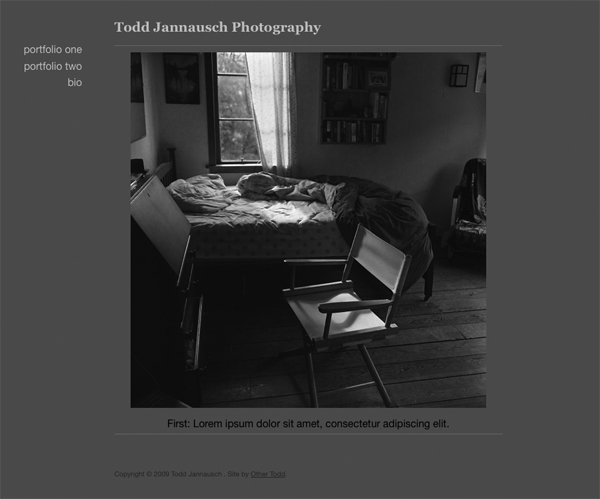 Todd Jannausch Photography
portfolio one
portfolio two
bio
First: Lorem ipsum dolor sit amet, consectetur adipiscing elit.
Copyright © 2009 Todd Jannausch . Site by Other Todd.